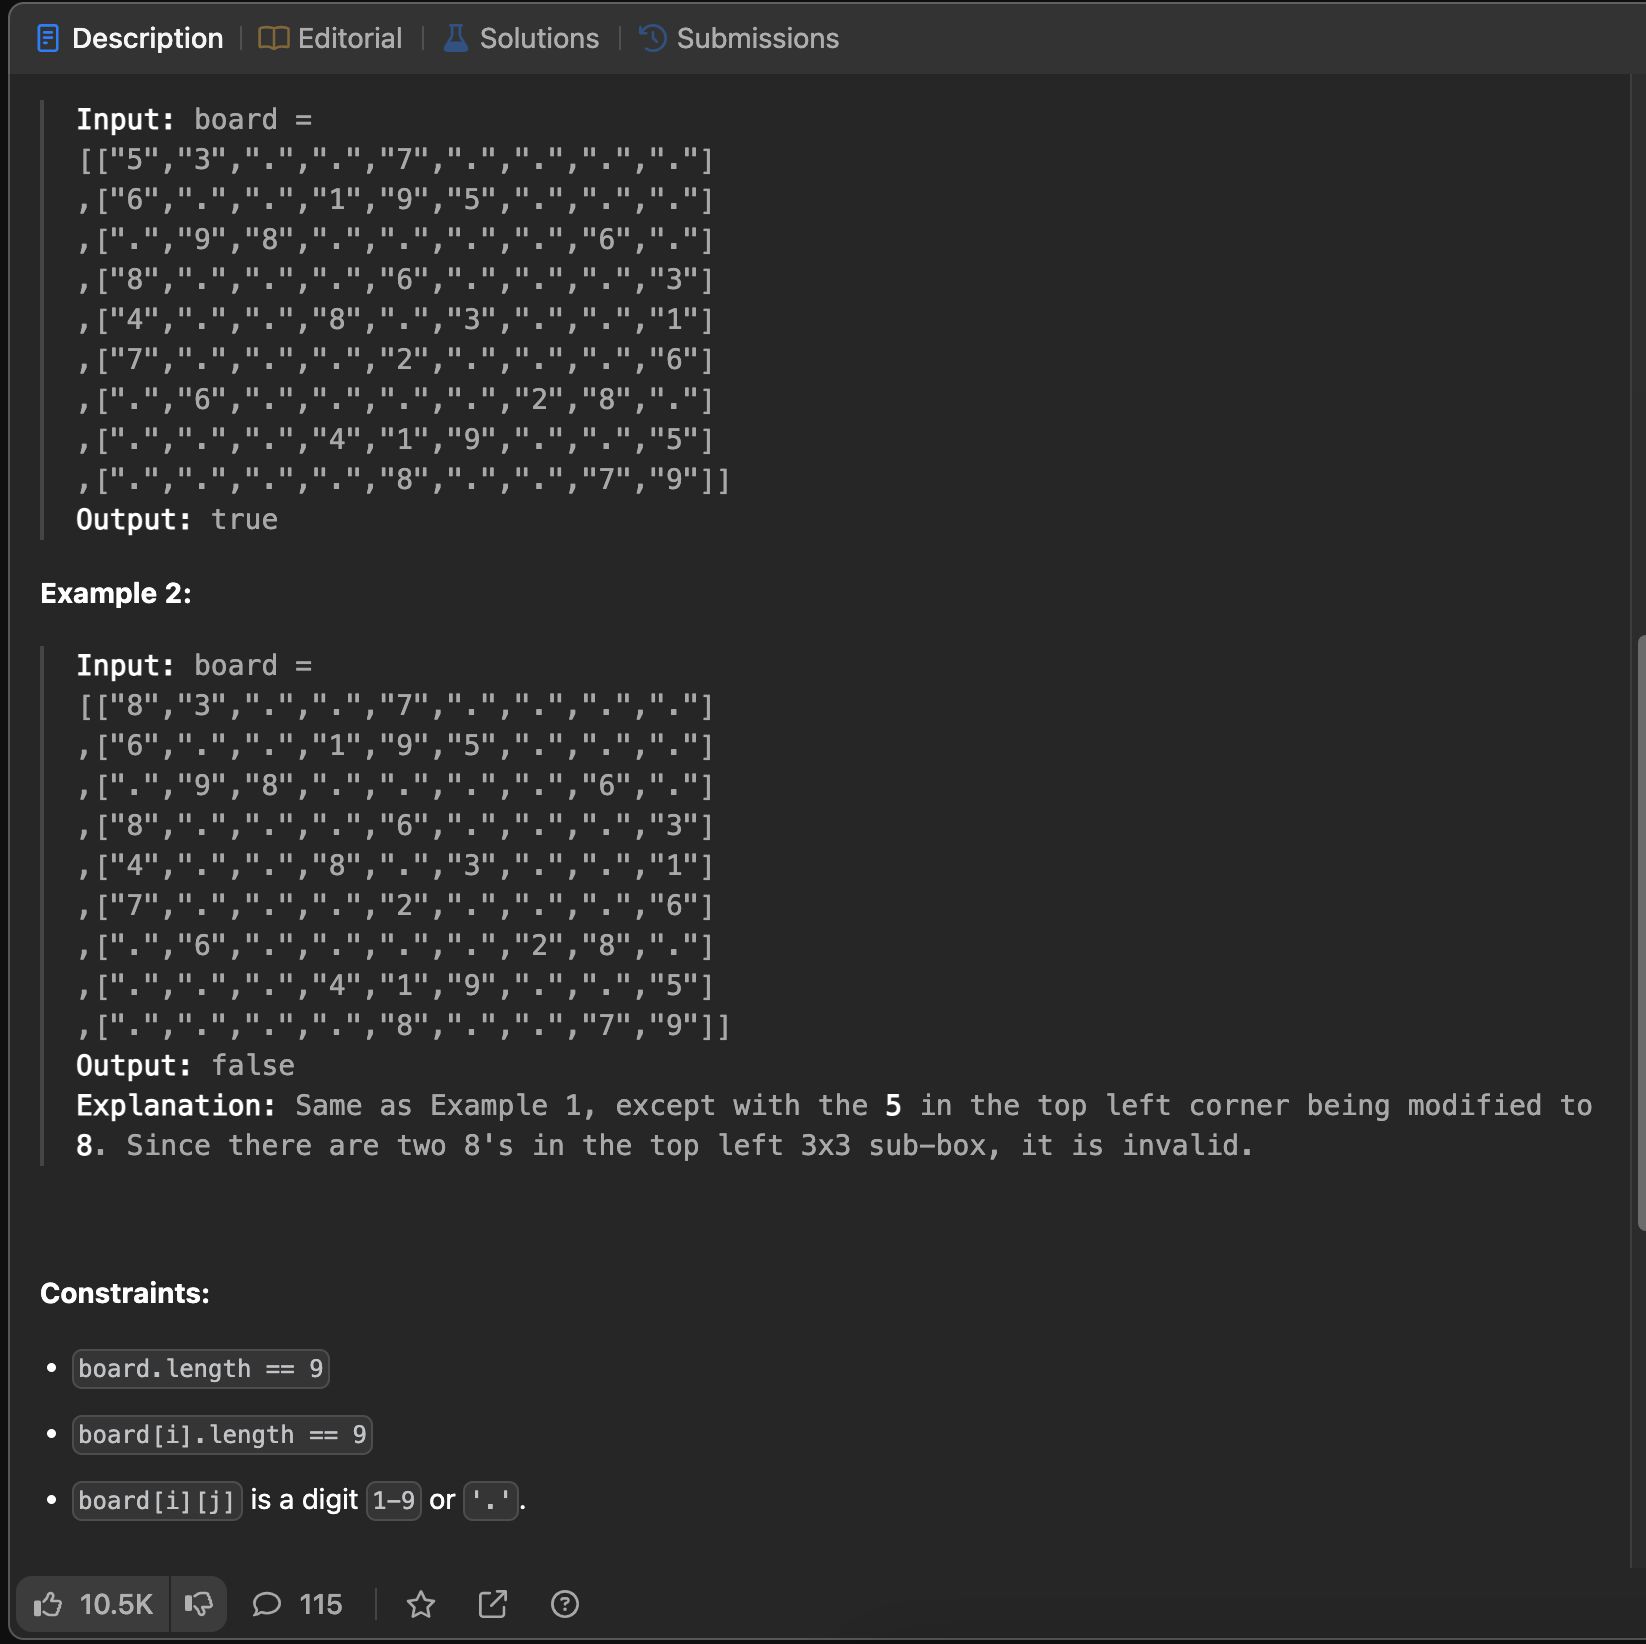 Description | Editorial | Solutions | Submissions
Input: board =
[["5","3",".",".","7",".",".",".","."]
,["6",".",".","1","9","5",".",".","."]
,[".","9","8",".",".",".",".","6","."]
,["8",".",".",".","6",".",".",".","3"]
,["4",".",".","8",".","3",".",".","1"]
,["7",".",".",".","2",".",".",".","6"]
,[".","6",".",".",".",".","2","8","."]
,[".",".",".","4","1","9",".",".","5"]
,[".",".",".",".","8",".",".","7","9"]]
Output: true
Example 2:
Input: board =
[["8","3",".",".","7",".",".",".","."]
,["6",".",".","1","9","5",".",".","."]
,[".","9","8",".",".",".",".","6","."]
,["8",".",".",".","6",".",".",".","3"]
,["4",".",".","8",".","3",".",".","1"]
,["7",".",".",".","2",".",".",".","6"]
,[".","6",".",".",".",".","2","8","."]
,[".",".",".","4","1","9",".",".","5"]
,[".",".",".",".","8",".",".","7","9"]]
Output: false
Explanation: Same as Example 1, except with the 5 in the top left corner being modified to
8. Since there are two 8's in the top left 3x3 sub-box, it is invalid.
Constraints:
• board.length == 9
• board[i].length == 9
• board[i][j] is a digit 1-9 or '.'.
10.5K 115